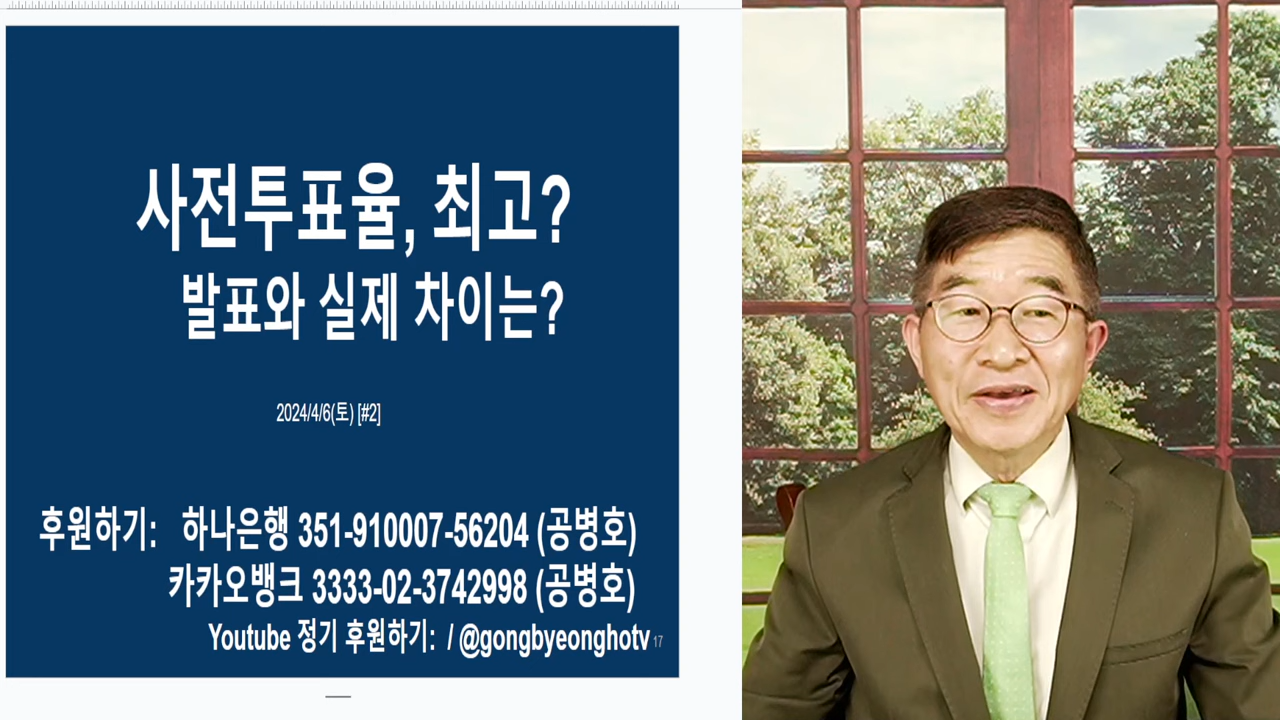 사전투표율, 최고?
발표와 실제 차이는?
2024/4/6(토) [#2]
후원하기: 하나은행 351-910007-56204 (공병호)
카카오뱅크 3333-02-3742998 (공병호)
Youtube 정기 후원하기: / @gongbyeonghotv 17